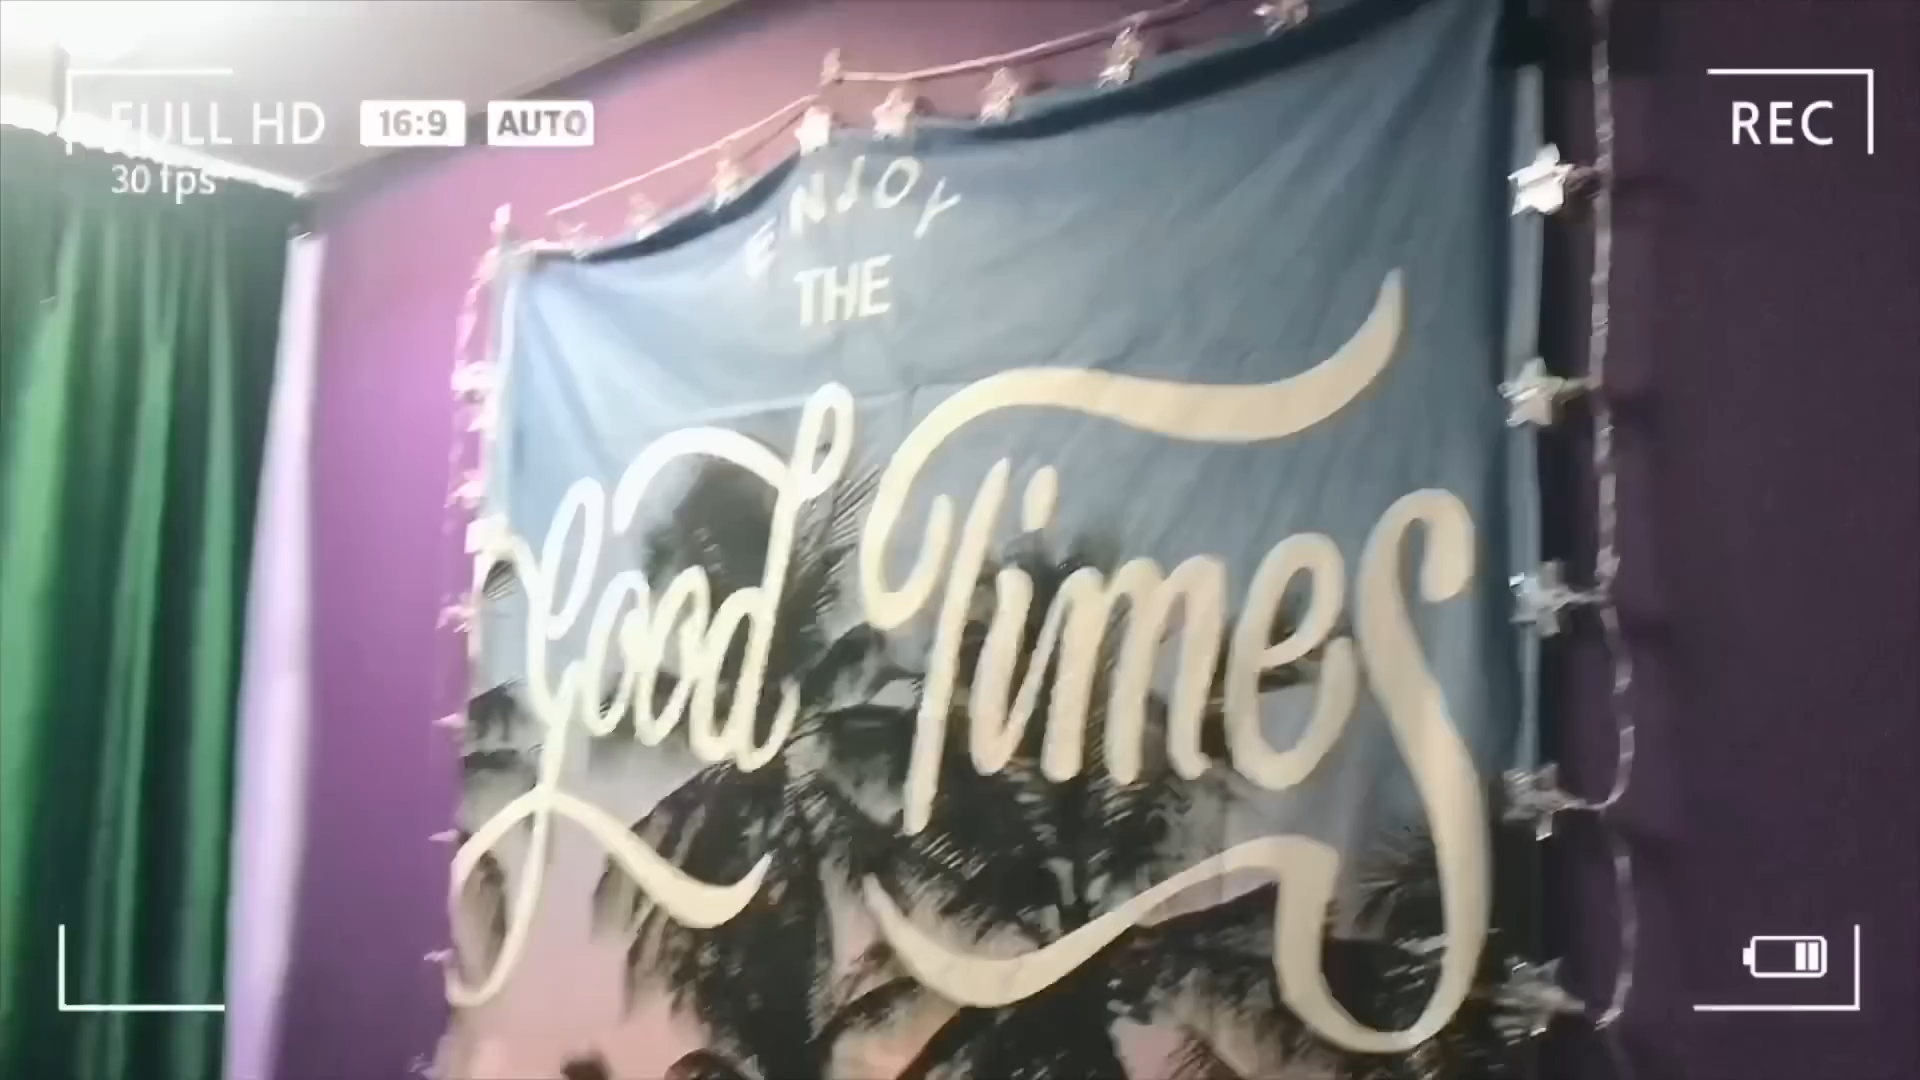 FULL HD 16:9 AUTO
30 fps
REC
ENJOY
THE
Good Times